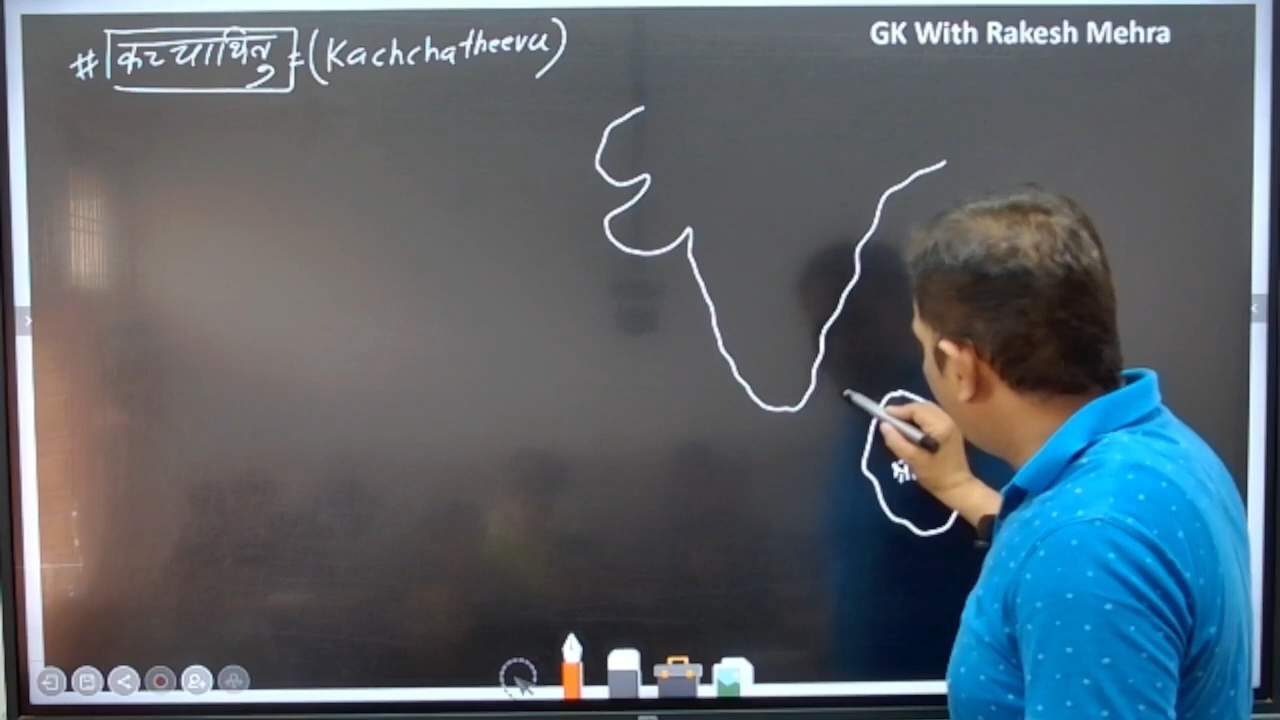 # कच्चाथिवु = (Kachchatheevu)
GK With Rakesh Mehra